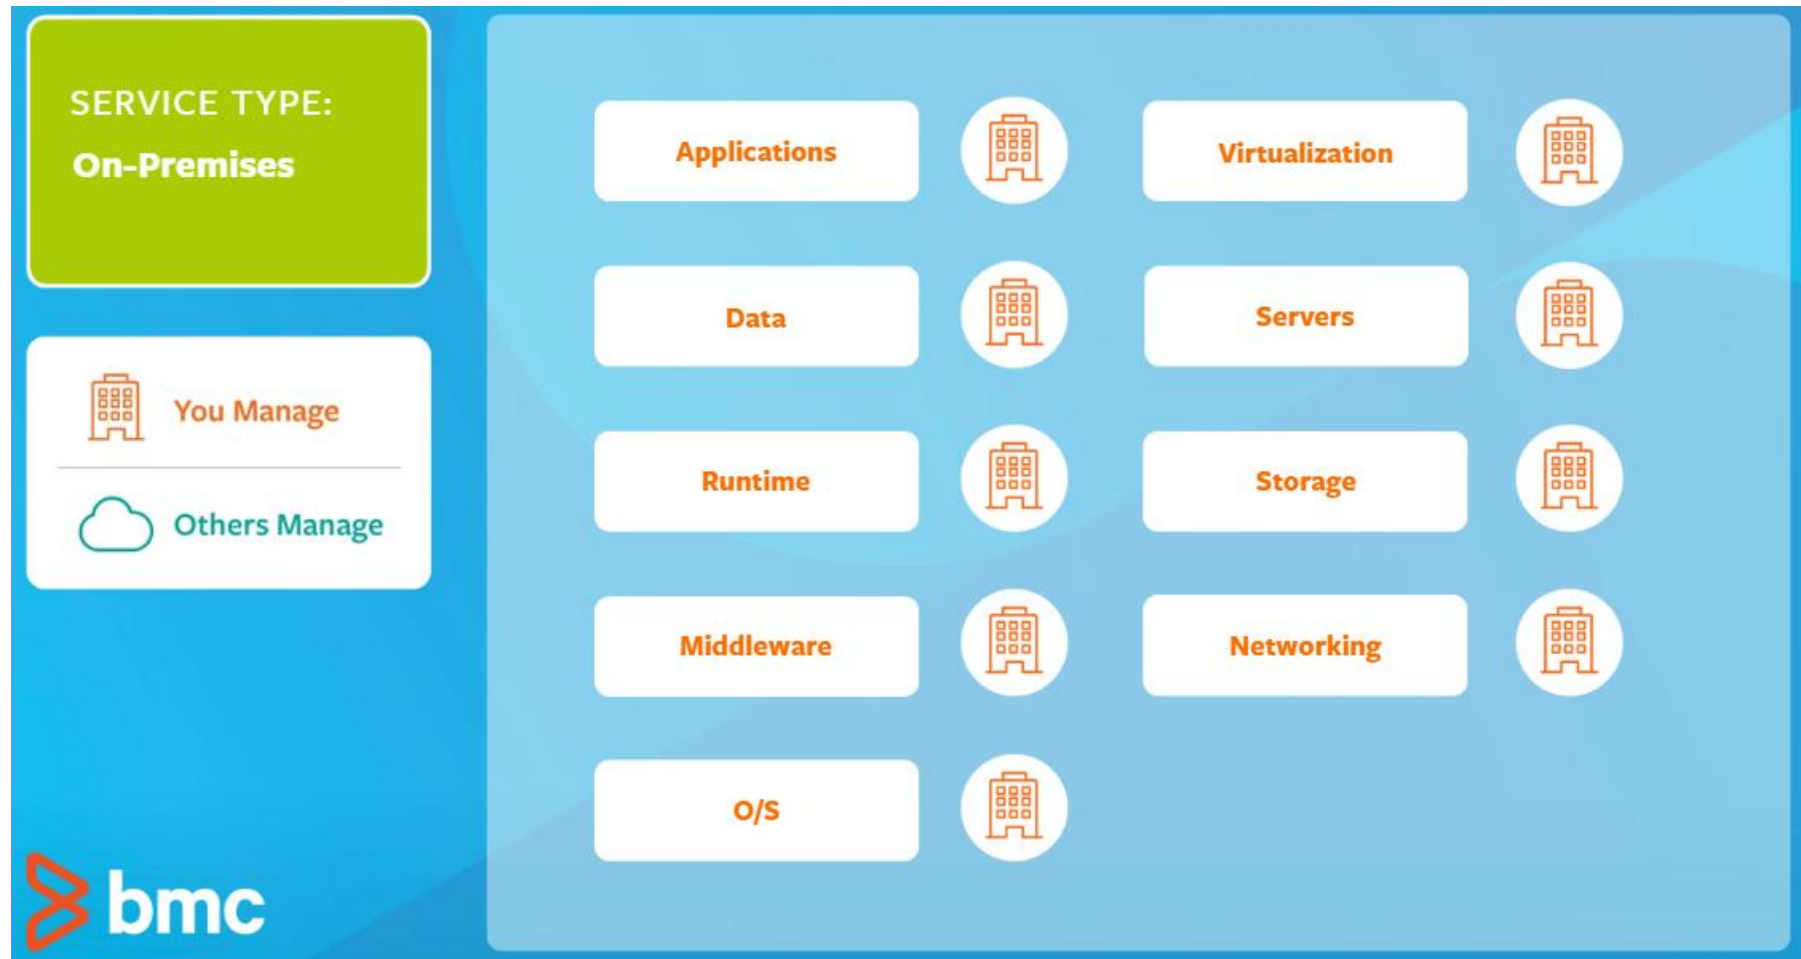 SERVICE TYPE:
On-Premises
You Manage
Others Manage
Applications
Virtualization
Data
Servers
Runtime
Storage
Middleware
Networking
O/S
bmc